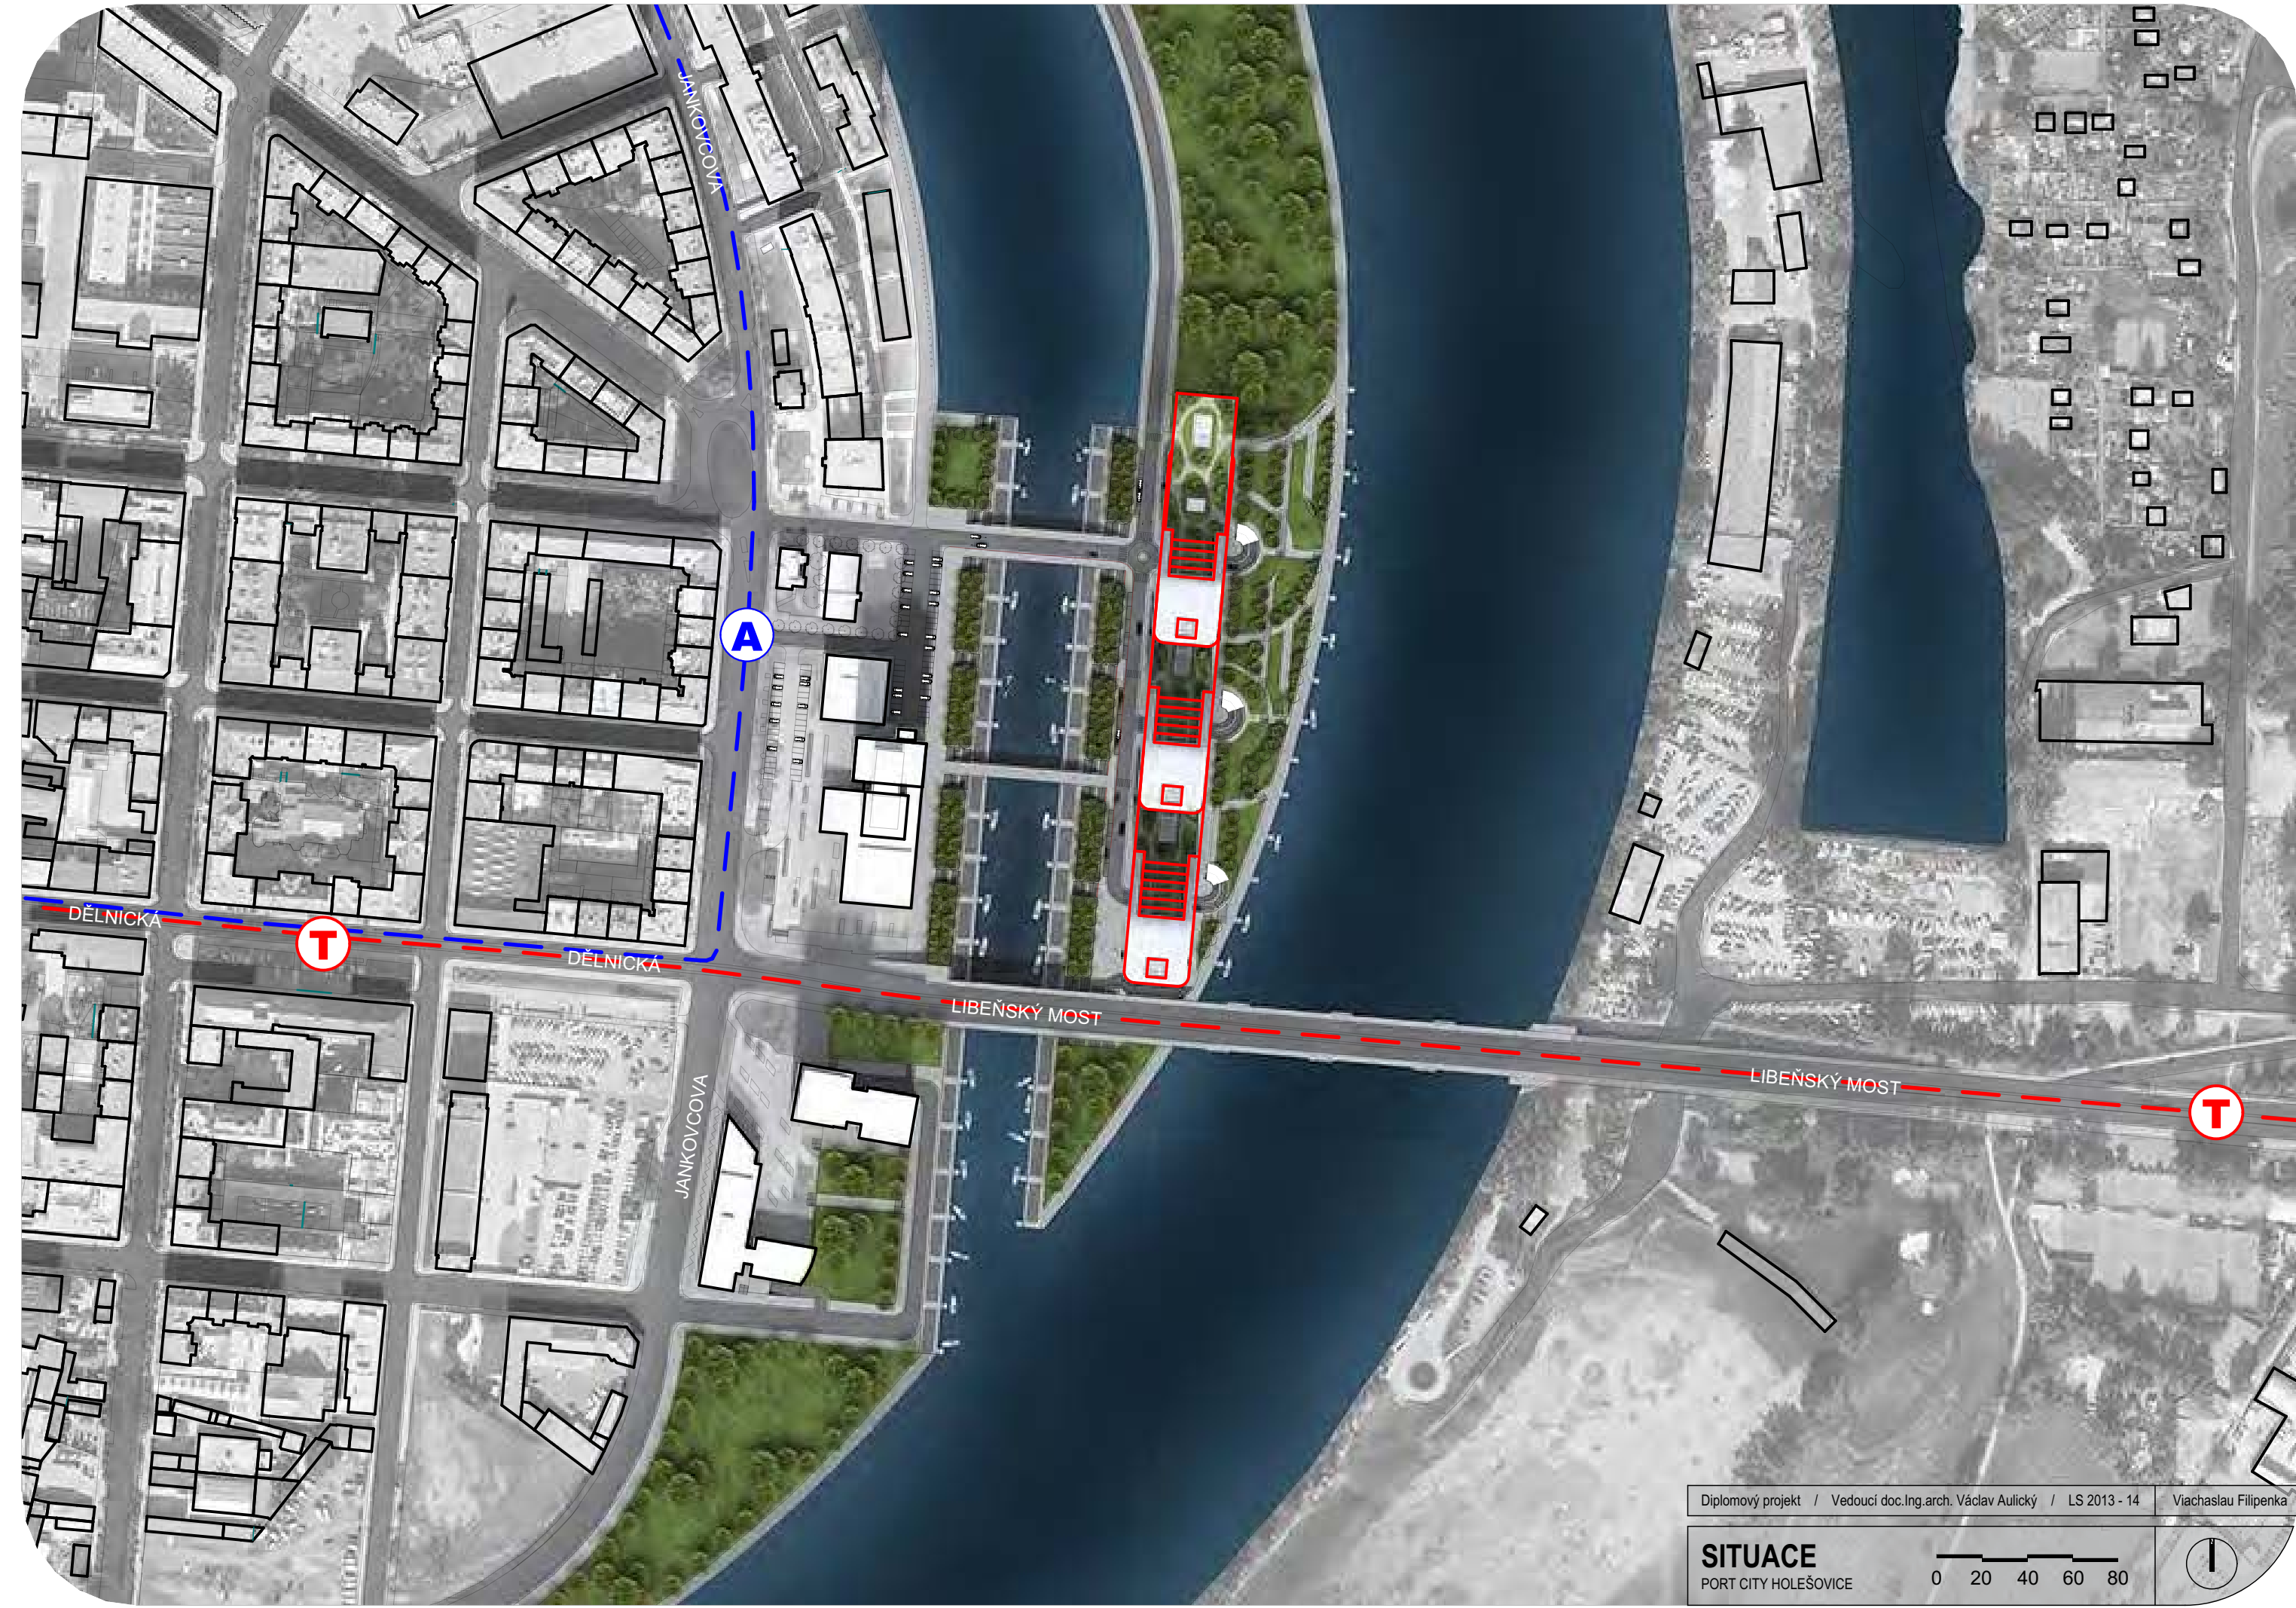 JANKOVCOVA
A
DĚLNICKÁ
T
DĚLNICKÁ
LIBEŇSKÝ MOST
JANKOVCOVA
LIBEŇSKÝ MOST
T
Diplomový projekt / Vedoucí doc.Ing.arch. Václav Aulický / LS 2013 - 14 Viachaslau Filipenka
SITUACE
PORT CITY HOLEŠOVICE
0 20 40 60 80